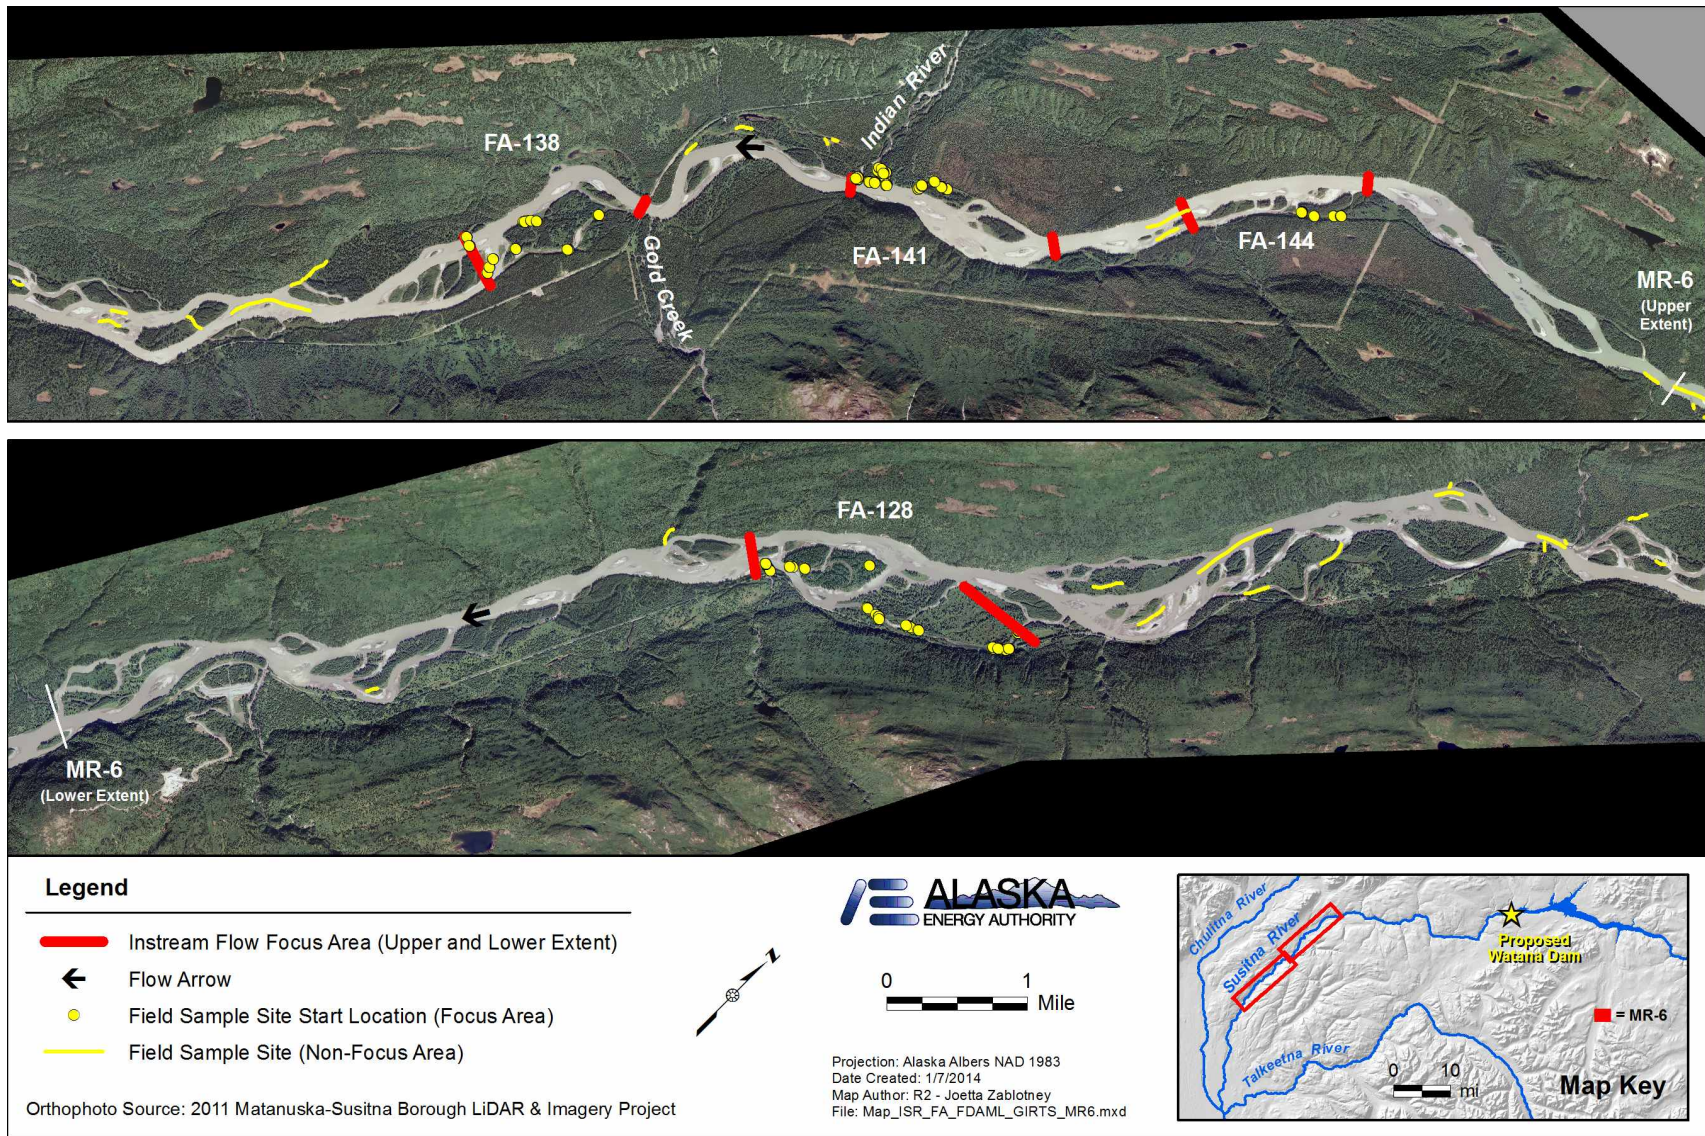 Indian River
FA-138
Gold Creek
FA-141
FA-144
MR-6
(Upper
Extent)
FA-128
MR-6
(Lower Extent)
Legend
Instream Flow Focus Area (Upper and Lower Extent)
Flow Arrow
Field Sample Site Start Location (Focus Area)
Field Sample Site (Non-Focus Area)
Orthophoto Source: 2011 Matanuska-Susitna Borough LiDAR & Imagery Project
Z
ALASKA
ENERGY AUTHORITY
0 1
Mile
Projection: Alaska Albers NAD 1983
Date Created: 1/7/2014
Map Author: R2 - Joetta Zablotney
File: Map_ISR_FA_FDAML_GIRTS_MR6.mxd
Chulitna River
Susitna River
Proposed
Watana Dam
= MR-6
Talkeetna River
0 10
mi
Map Key